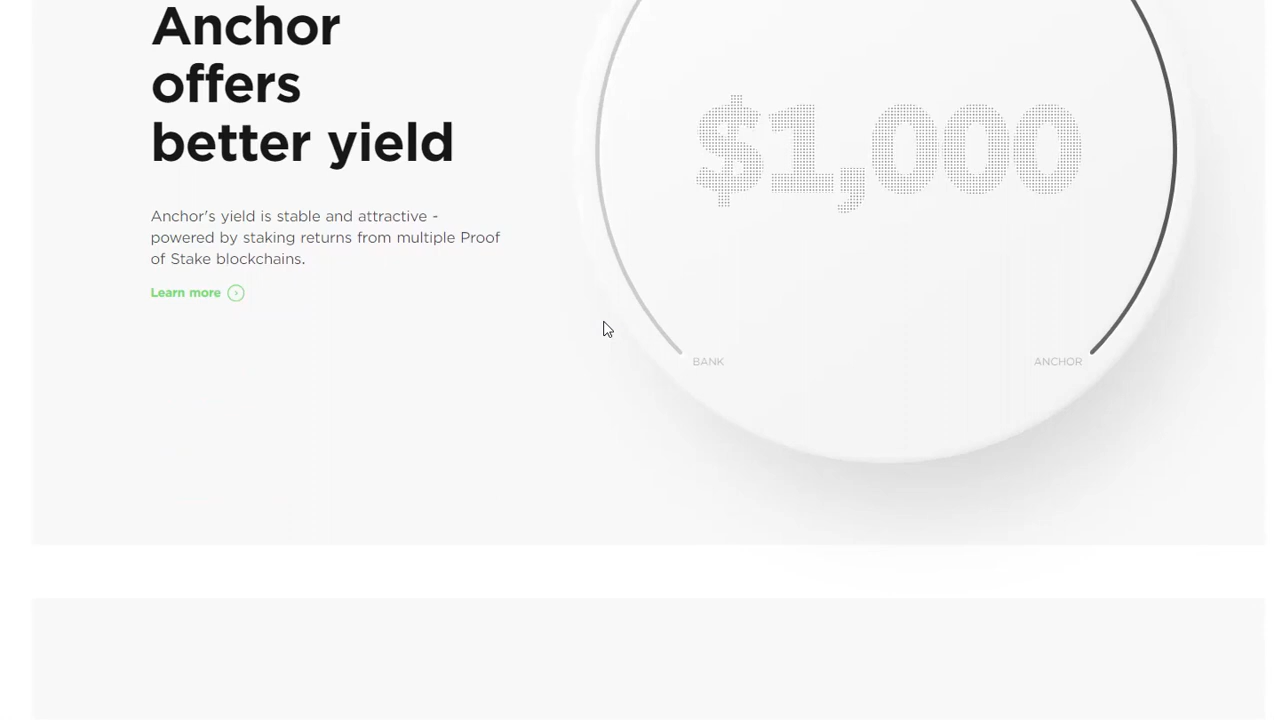 Anchor
offers
better yield
$1,000
Anchor's yield is stable and attractive -
powered by staking returns from multiple Proof
of Stake blockchains.
Learn more
BANK
ANCHOR